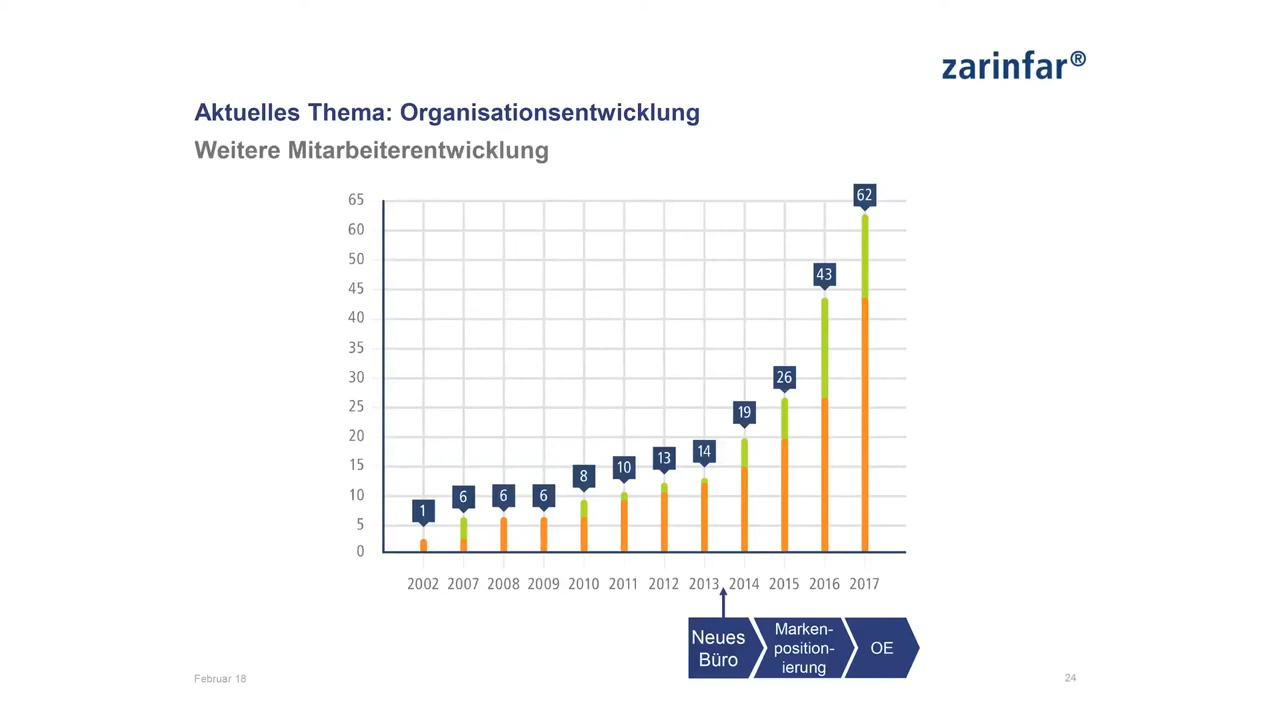 zarinfar®
Aktuelles Thema: Organisationsentwicklung
Weitere Mitarbeiterentwicklung
65
60
55
50
45
40
35
30
25
20
15
10
5
0
1
6
6
6
8
10
13
14
19
26
43
62
2002 2007 2008 2009 2010 2011 2012 2013 2014 2015 2016 2017
Neues
Büro
Marken-
position-
ierung
OE
Februar 18
24